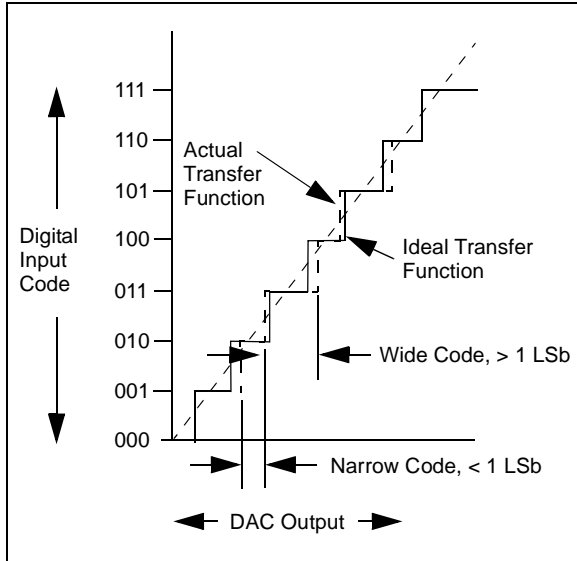 111
110
101
100
011
010
001
000
Digital
Input
Code
Actual
Transfer
Function
Ideal Transfer
Function
Wide Code, > 1 LSb
Narrow Code, < 1 LSb
DAC Output